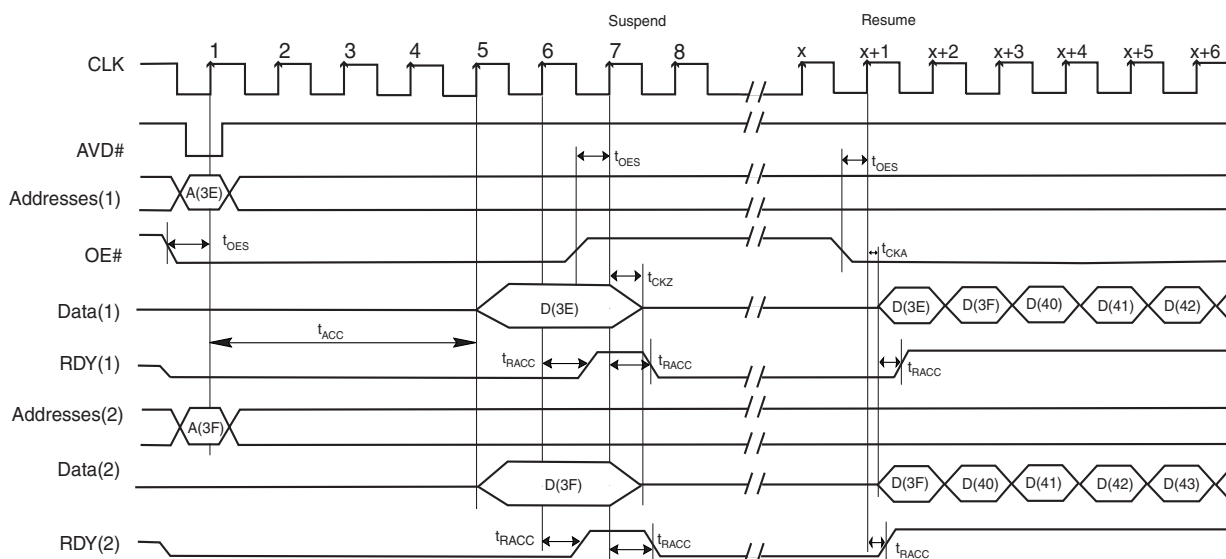 Suspend Resume
1 2 3 4 5 6 7 8 x x+1 x+2 x+3 x+4 x+5 x+6
CLK
AVD#
tOES tOES
A(3E)
Addresses(1)
tOES
OE#
tCKA
tCKZ
D(3E) D(3E) D(3F) D(40) D(41) D(42)
Data(1)
tACC
RDY(1)
tRACC tRACC tRACC
Addresses(2)
A(3F)
Data(2)
D(3F) D(3F) D(40) D(41) D(42) D(43)
tRACC tRACC
RDY(2)
tRACC